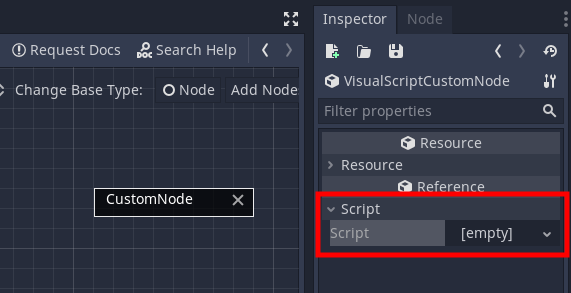 Inspector Node
Request Docs Search Help
VisualScriptCustomNode
Change Base Type: Node Add Nodes
Filter properties
Resource
Resource
Reference
CustomNode
Script
Script [empty]